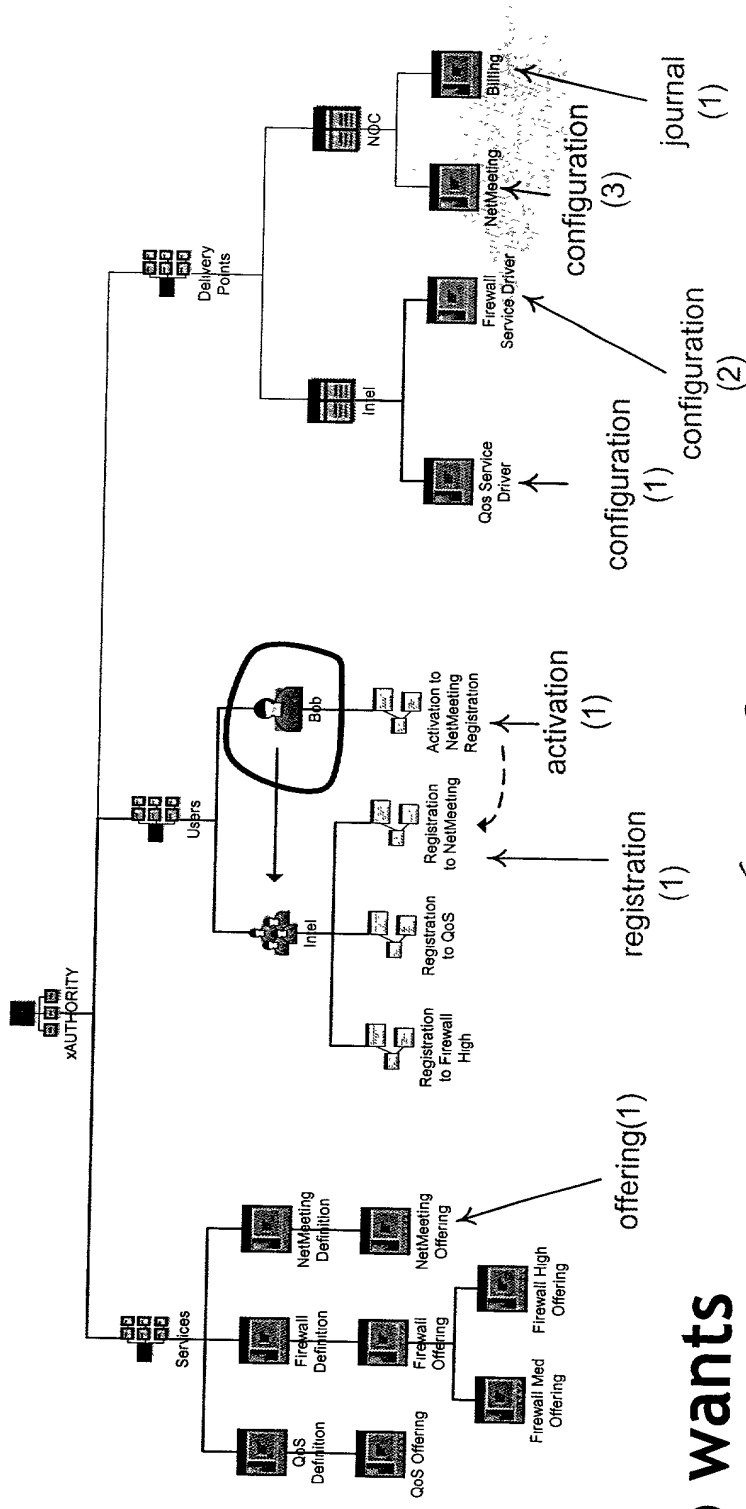 xAUTHORITY
Services
Users
Delivery
Points
QoS
Definition
Firewall
Definition
NetMeeting
Definition
Intel
Bob
Intel
NOC
QoS Offering
Firewall
Offering
NetMeeting
Offering
Registration
to Firewall
High
Registration
to QoS
Registration
to NetMeeting
Activation to
NetMeeting
Registration
Qos Service
Driver
Firewall
Service Driver
NetMeeting
Billing
Firewall Med
Offering
Firewall High
Offering
offering(1)
registration
(1)
activation
(1)
configuration
(1)
configuration
(2)
configuration
(3)
journal
(1)
wants